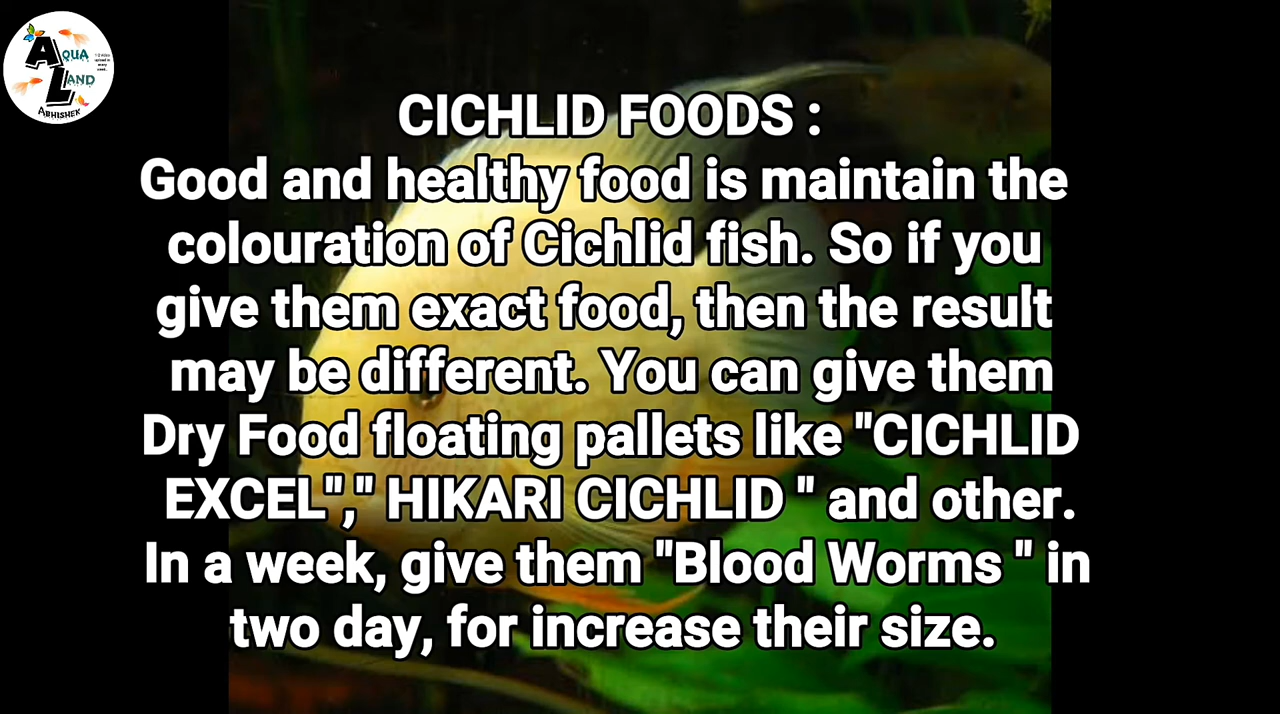 AQUA
LAND
ABHISHEK
CICHLID FOODS :
Good and healthy food is maintain the
colouration of Cichlid fish. So if you
give them exact food, then the result
may be different. You can give them
Dry Food floating pallets like "CICHLID
EXCEL"," HIKARI CICHLID " and other.
In a week, give them "Blood Worms " in
two day, for increase their size.